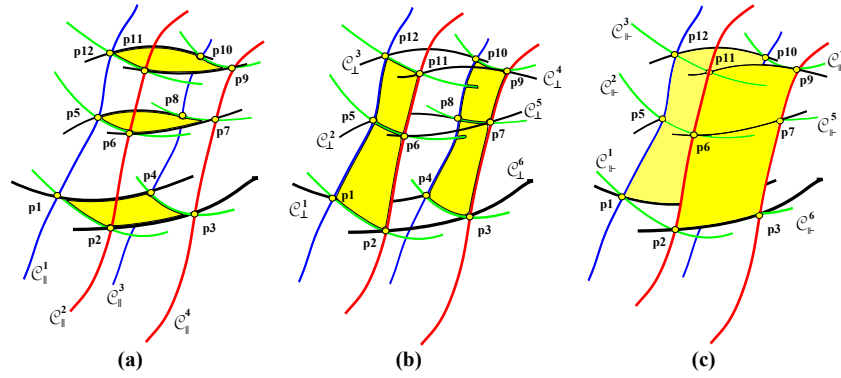 p12 p11 p10 p9
p5 p8 p7
p6
p1 p4
p2 p3
𝒞∥1
𝒞∥2 𝒞∥3 𝒞∥4
(a)
p12
𝒞⊥3 p11 p10 𝒞⊥4
p9
p5 p8 𝒞⊥5
𝒞⊥2 p6 p7
p4 𝒞⊥6
𝒞⊥1 p1
p2 p3
(b)
𝒞⊩3 p12
p11 p10
p9
𝒞⊩2
p5 p7 𝒞⊩5
p6
𝒞⊩1
p1
p2 p3 𝒞⊩6
(c)